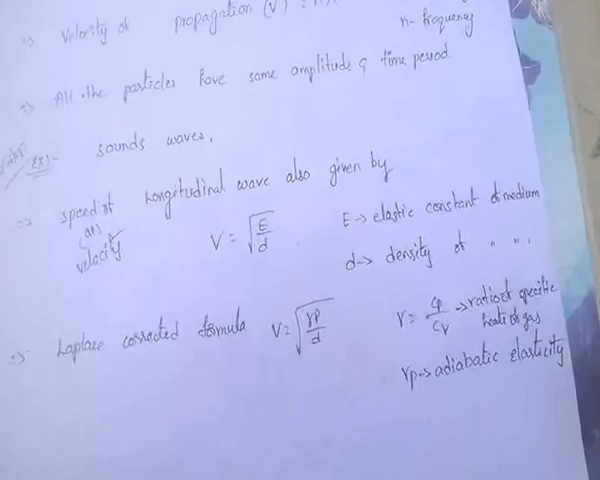 => Velocity of propagation (V) = n
n- frequency
=> All the particles have same amplitude & time period.
Ex:- sounds waves.
=> speed of longitudinal wave also given by
(or)
velocity
V = √E/d
E -> elastic constant of medium
d -> density of " " .
=> Laplace corrected formula V = √rp/d
r = Cp/Cv -> ratio of specific
heats of gas
rp -> adiabatic elasticity